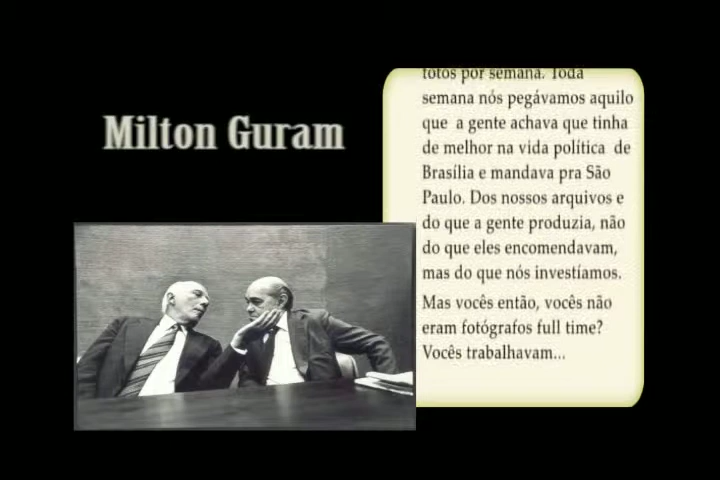 Milton Guram
fotos por semana. Toda
semana nós pegávamos aquilo
que a gente achava que tinha
de melhor na vida política de
Brasília e mandava pra São
Paulo. Dos nossos arquivos e
do que a gente produzia, não
do que eles encomendavam,
mas do que nós investíamos.
Mas vocês então, vocês não
eram fotógrafos full time?
Vocês trabalhavam...